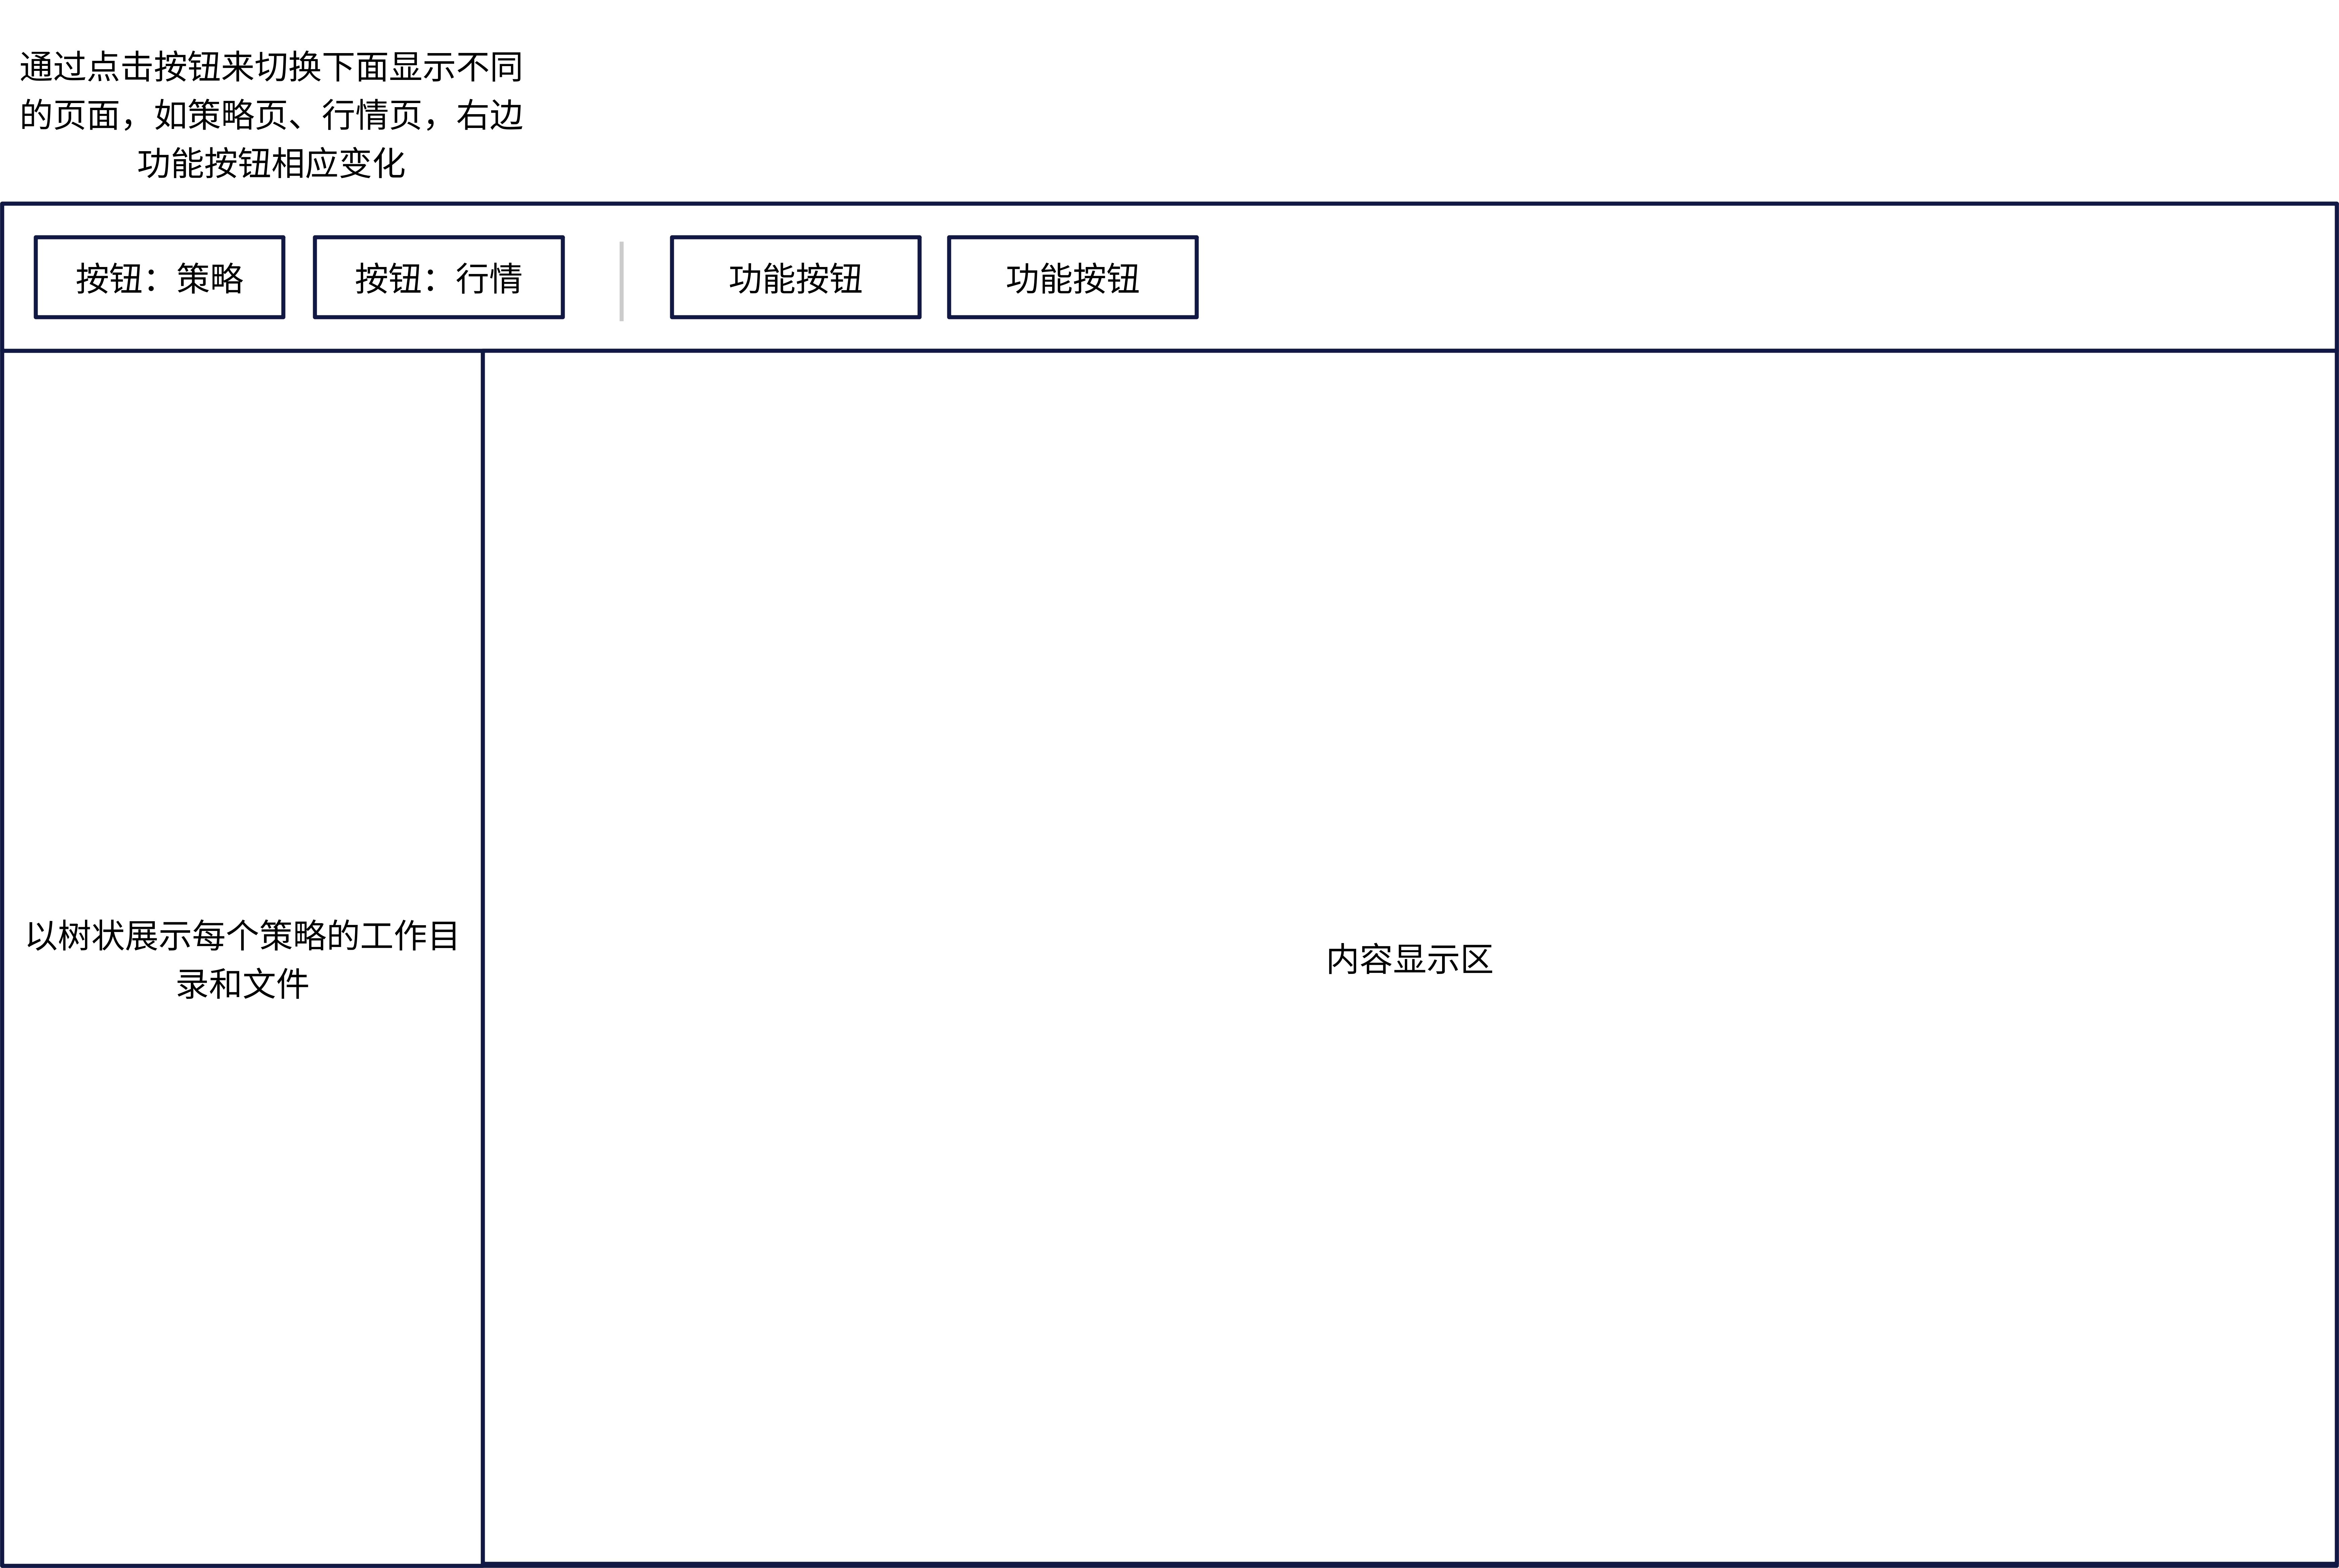 通过点击按钮来切换下面显示不同
的页面，如策略页、行情页，右边
功能按钮相应变化
按钮：策略
按钮：行情
功能按钮
功能按钮
以树状展示每个策略的工作目
录和文件
内容显示区